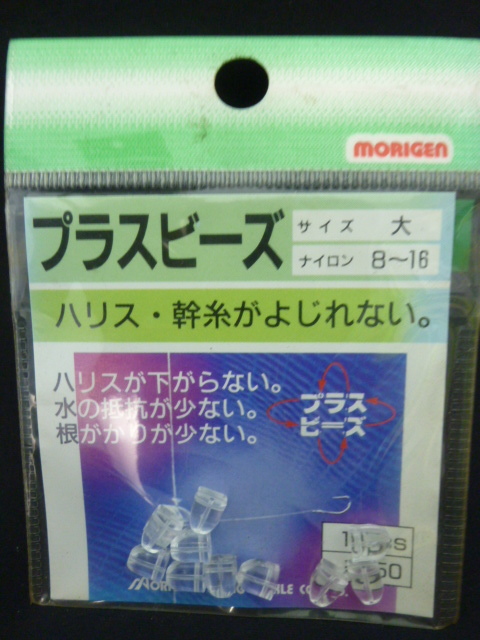 MORIGEN
プラスビーズ
サイズ 大
ナイロン 8〜16
ハリス・幹糸がよじれない。
ハリスが下がらない。
水の抵抗が少ない。
根がかりが少ない。
プラス
ビーズ